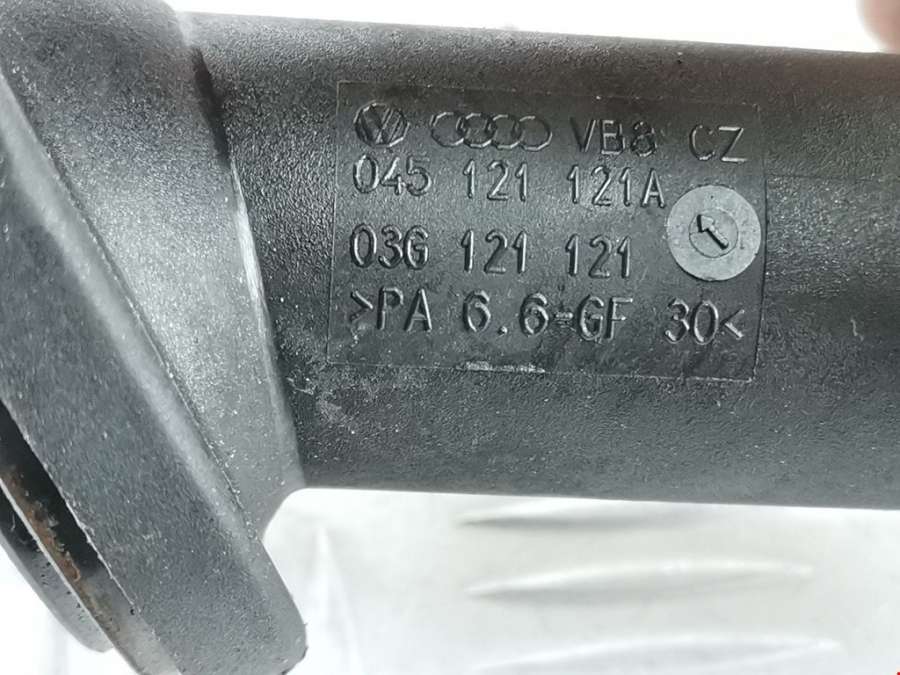 VB8 CZ
045 121 121A
03G 121 121
>PA 6.6-GF 30<